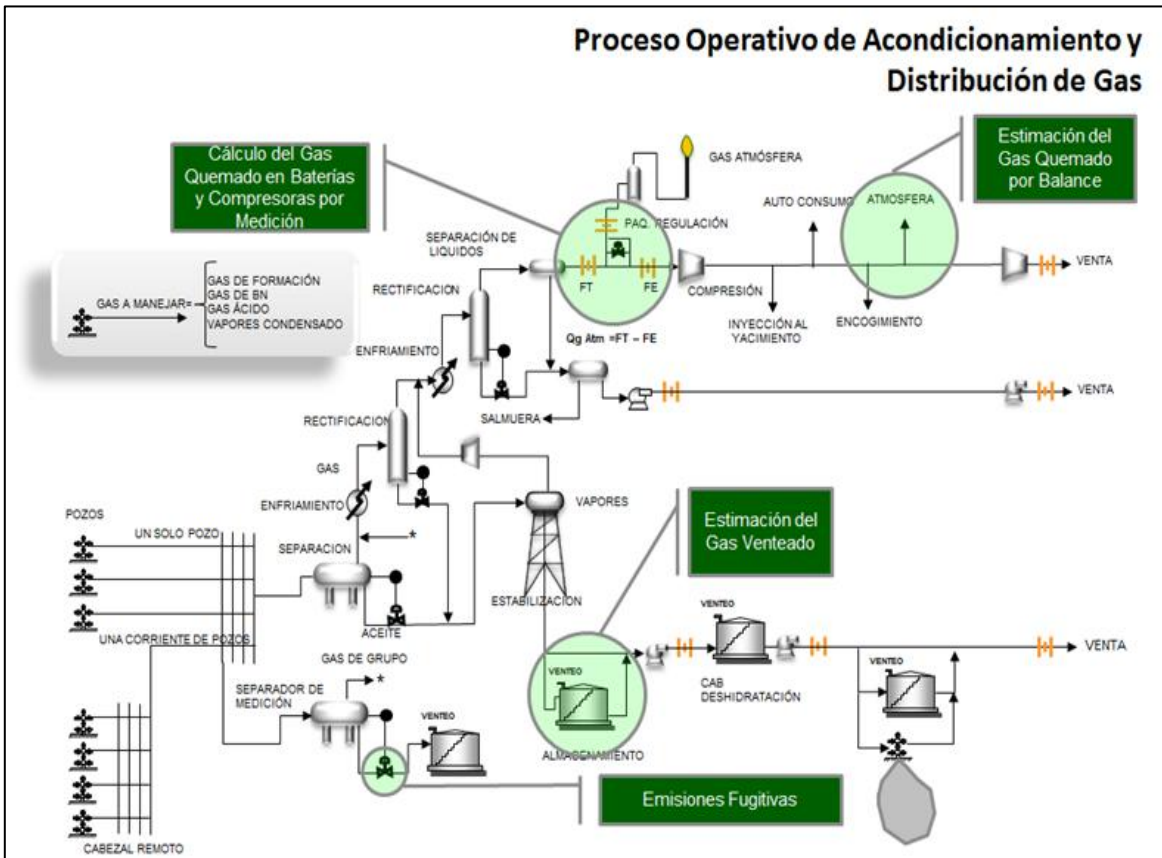 Proceso Operativo de Acondicionamiento y
Distribución de Gas
Cálculo del Gas
Quemado en Baterías
y Compresoras por
Medición
Estimación del
Gas Quemado
por Balance
GAS ATMÓSFERA
AUTO CONSUMO
ATMOSFERA
PAQ. REGULACIÓN
SEPARACIÓN DE
LIQUIDOS
RECTIFICACION
FT
FE
COMPRESIÓN
VENTA
INYECCIÓN AL
YACIMIENTO
ENCOGIMIENTO
Qg Atm =FT – FE
GAS A MANEJAR=
GAS DE FORMACIÓN
GAS DE BN
GAS ÁCIDO
VAPORES CONDENSADO
ENFRIAMIENTO
VENTA
SALMUERA
RECTIFICACION
GAS
ENFRIAMIENTO
VAPORES
Estimación del
Gas Venteado
POZOS
UN SOLO POZO
SEPARACION
*
ESTABILIZACION
ACEITE
UNA CORRIENTE DE POZOS
VENTEO
VENTA
CAB
DESHIDRATACIÓN
GAS DE GRUPO
*
SEPARADOR DE
MEDICIÓN
VENTEO
VENTEO
VENTEO
ALMACENAMIENTO
Emisiones Fugitivas
CABEZAL REMOTO